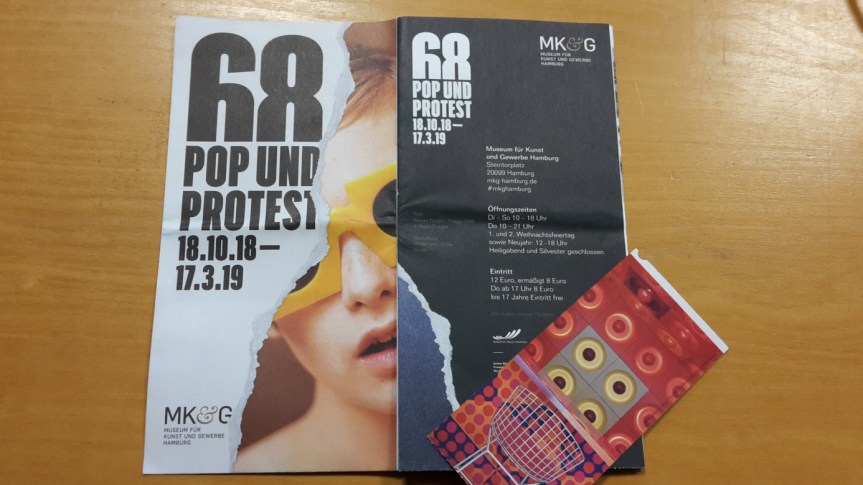 68
POP UND
PROTEST
18.10.18—
17.3.19
MK&G
MUSEUM FÜR
KUNST UND GEWERBE
HAMBURG
68
POP UND
PROTEST
18.10.18—
17.3.19
MK&G
MUSEUM FÜR
KUNST UND GEWERBE
HAMBURG
Museum für Kunst
und Gewerbe Hamburg
Steintorplatz
20099 Hamburg
mkg-hamburg.de
#mkghamburg
Öffnungszeiten
Di – So 10 – 18 Uhr
Do 10 – 21 Uhr
1. und 2. Weihnachtsfeiertag
sowie Neujahr: 12 -18 Uhr
Heiligabend und Silvester geschlossen
Eintritt
12 Euro, ermäßigt 8 Euro
Do ab 17 Uhr 8 Euro
bis 17 Jahre Eintritt frei